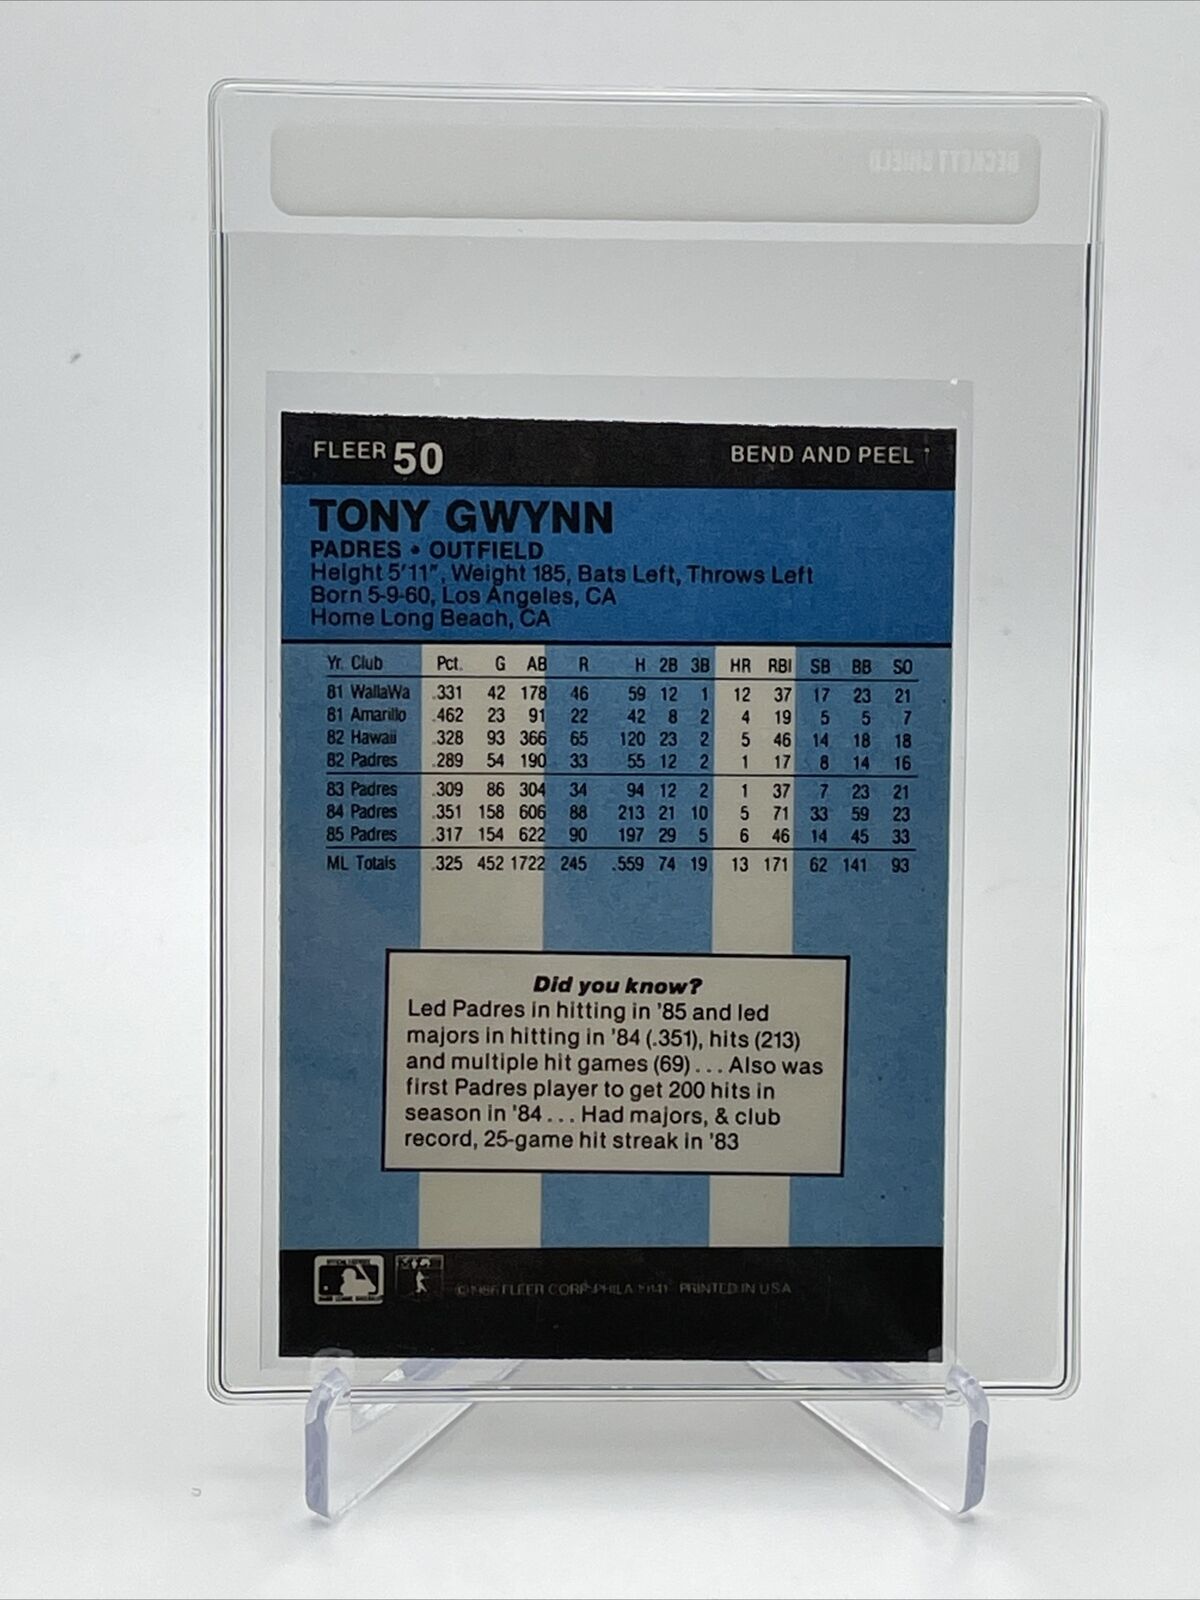 BECKETT SHIELD
FLEER 50 BEND AND PEEL ↑
TONY GWYNN
PADRES • OUTFIELD
Height 5'11", Weight 185, Bats Left, Throws Left
Born 5-9-60, Los Angeles, CA
Home Long Beach, CA
Yr. Club Pct. G AB R H 2B 3B HR RBI SB BB SO
81 WallaWa .331 42 178 46 59 12 1 12 37 17 23 21
81 Amarillo .462 23 91 22 42 8 2 4 19 5 5 7
82 Hawaii .328 93 366 65 120 23 2 5 46 14 18 18
82 Padres .289 54 190 33 55 12 2 1 17 8 14 16
83 Padres .309 86 304 34 94 12 2 1 37 7 23 21
84 Padres .351 158 606 88 213 21 10 5 71 33 59 23
85 Padres .317 154 622 90 197 29 5 6 46 14 45 33
ML Totals .325 452 1722 245 .559 74 19 13 171 62 141 93
Did you know?
Led Padres in hitting in '85 and led
majors in hitting in '84 (.351), hits (213)
and multiple hit games (69)... Also was
first Padres player to get 200 hits in
season in '84... Had majors, & club
record, 25-game hit streak in '83
©1986 FLEER CORP. PHILA. 19141 PRINTED IN USA